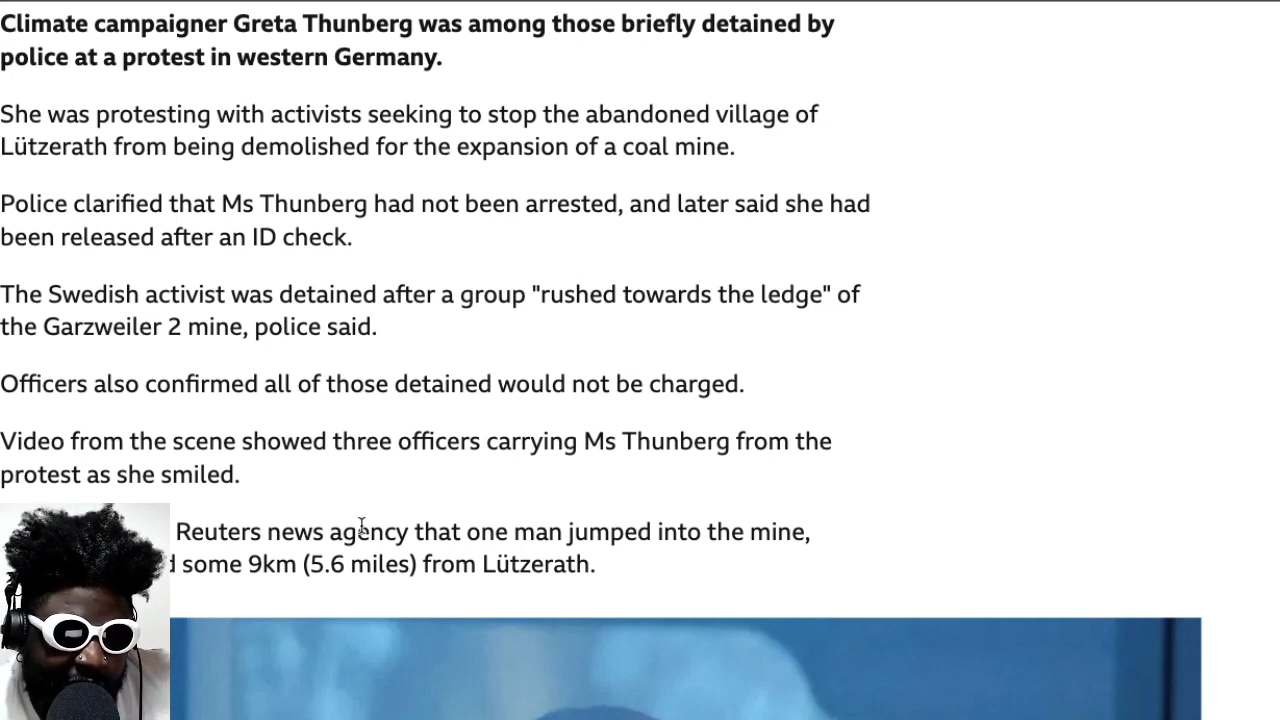 Climate campaigner Greta Thunberg was among those briefly detained by
police at a protest in western Germany.
She was protesting with activists seeking to stop the abandoned village of
Lützerath from being demolished for the expansion of a coal mine.
Police clarified that Ms Thunberg had not been arrested, and later said she had
been released after an ID check.
The Swedish activist was detained after a group "rushed towards the ledge" of
the Garzweiler 2 mine, police said.
Officers also confirmed all of those detained would not be charged.
Video from the scene showed three officers carrying Ms Thunberg from the
protest as she smiled.
Reuters news agency that one man jumped into the mine,
some 9km (5.6 miles) from Lützerath.